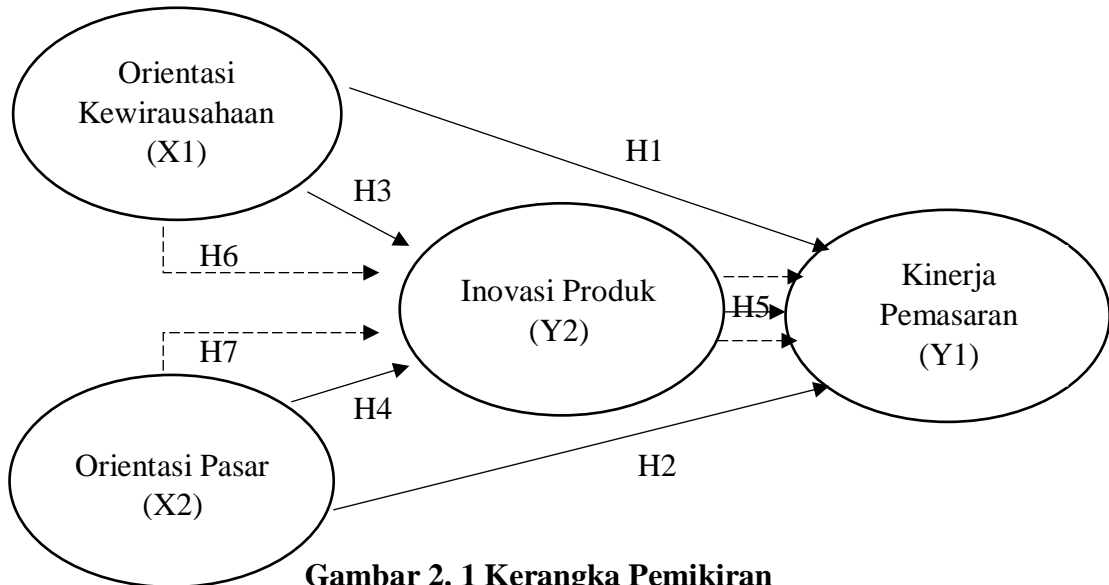 Orientasi
Kewirausahaan
(X1)
H1
H3
H6
Inovasi Produk
(Y2)
H5
Kinerja
Pemasaran
(Y1)
H7
H4
Orientasi Pasar
(X2)
H2
Gambar 2. 1 Kerangka Pemikiran